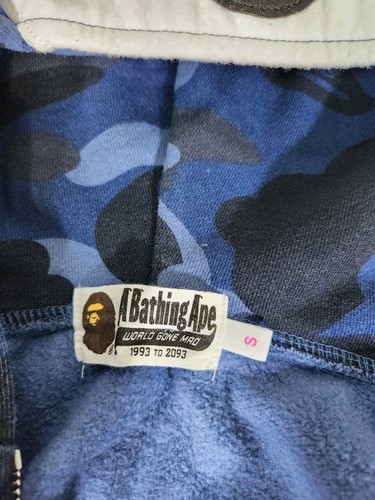 A Bathing Ape
WORLD GONE MAD
1993 TO 2093
S